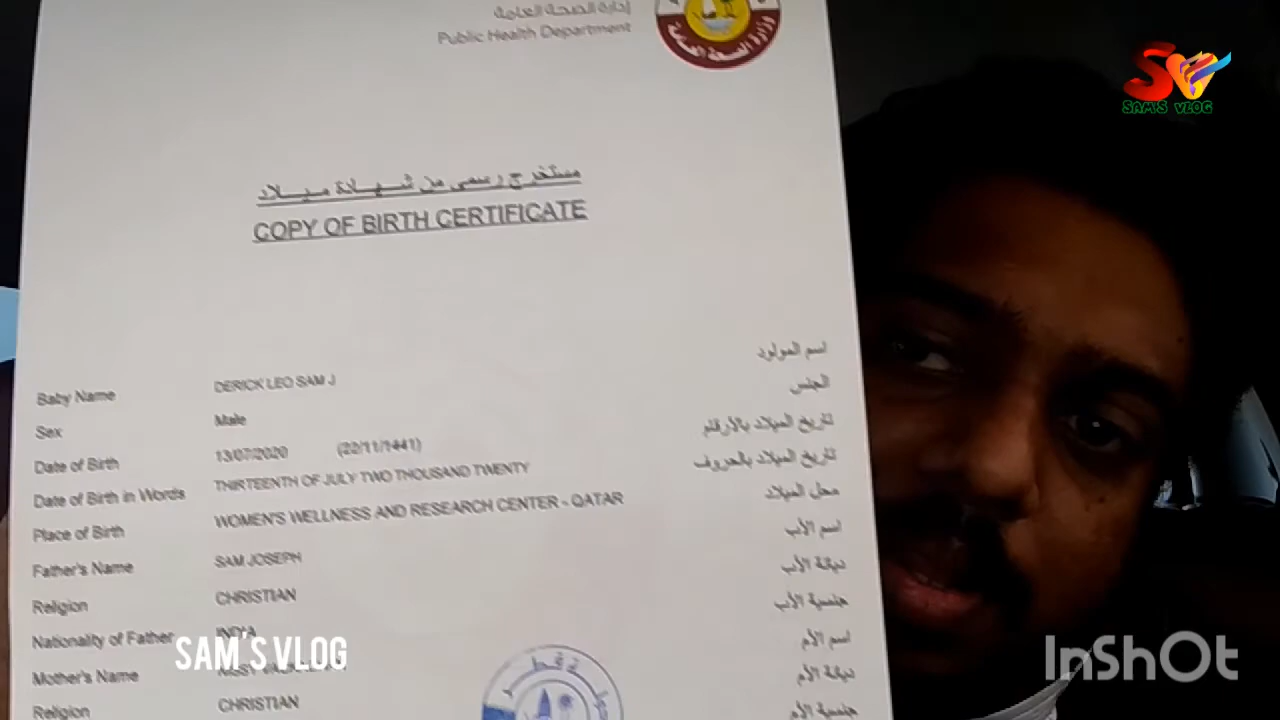 إدارة الصحة العامة
Public Health Department
وزارة الصحة العامة
SAM'S VLOG
مستخرج رسمي من شهادة ميلاد
COPY OF BIRTH CERTIFICATE
اسم المولود
Baby Name DERICK LEO SAM J
الجنس
Sex Male
تاريخ الميلاد بالأرقام
Date of Birth 13/07/2020 (22/11/1441)
تاريخ الميلاد بالحروف
Date of Birth in Words THIRTEENTH OF JULY TWO THOUSAND TWENTY
محل الميلاد
Place of Birth WOMEN'S WELLNESS AND RESEARCH CENTER - QATAR
اسم الأب
Father's Name SAM JOSEPH
ديانة الأب
Religion CHRISTIAN
جنسية الأب
Nationality of Father INDIA
اسم الأم
Mother's Name
ديانة الأم
Religion CHRISTIAN
جنسية الأم
SAM'S VLOG
InShOt